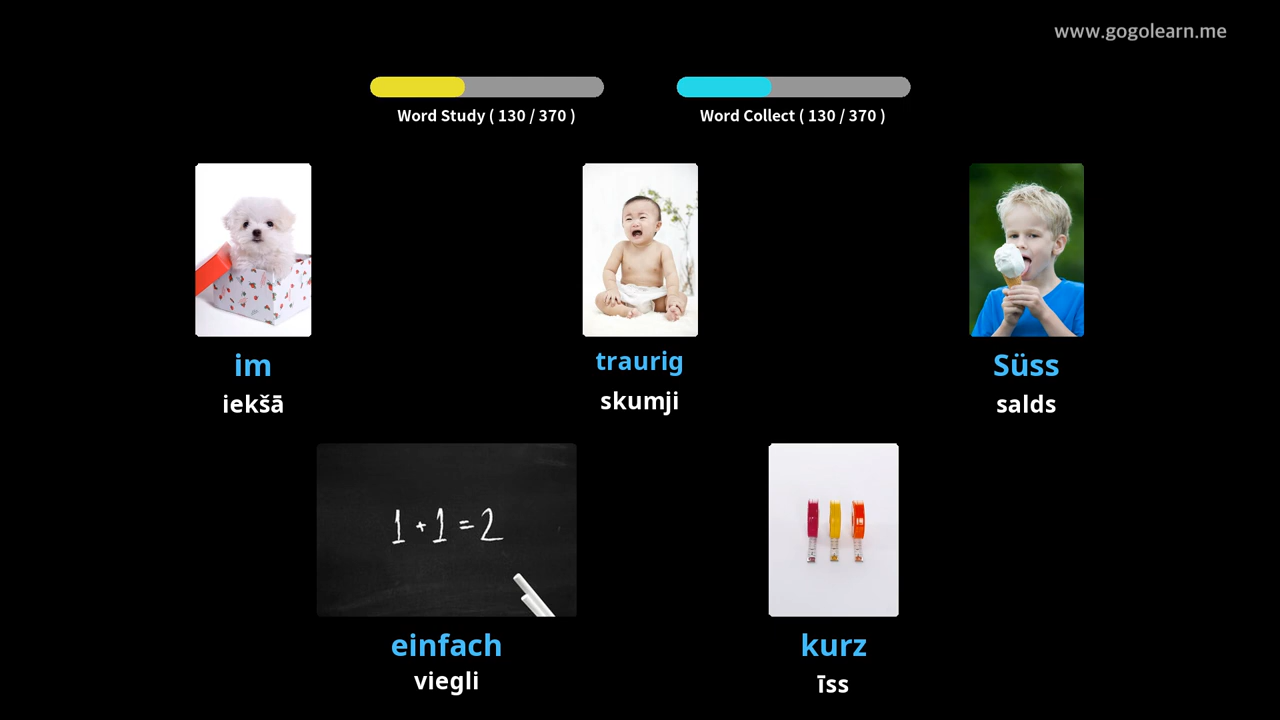 www.gogolearn.me
Word Study ( 130 / 370 )
Word Collect ( 130 / 370 )
im
iekšā
traurig
skumji
Süss
salds
1 + 1 = 2
einfach
viegli
kurz
īss